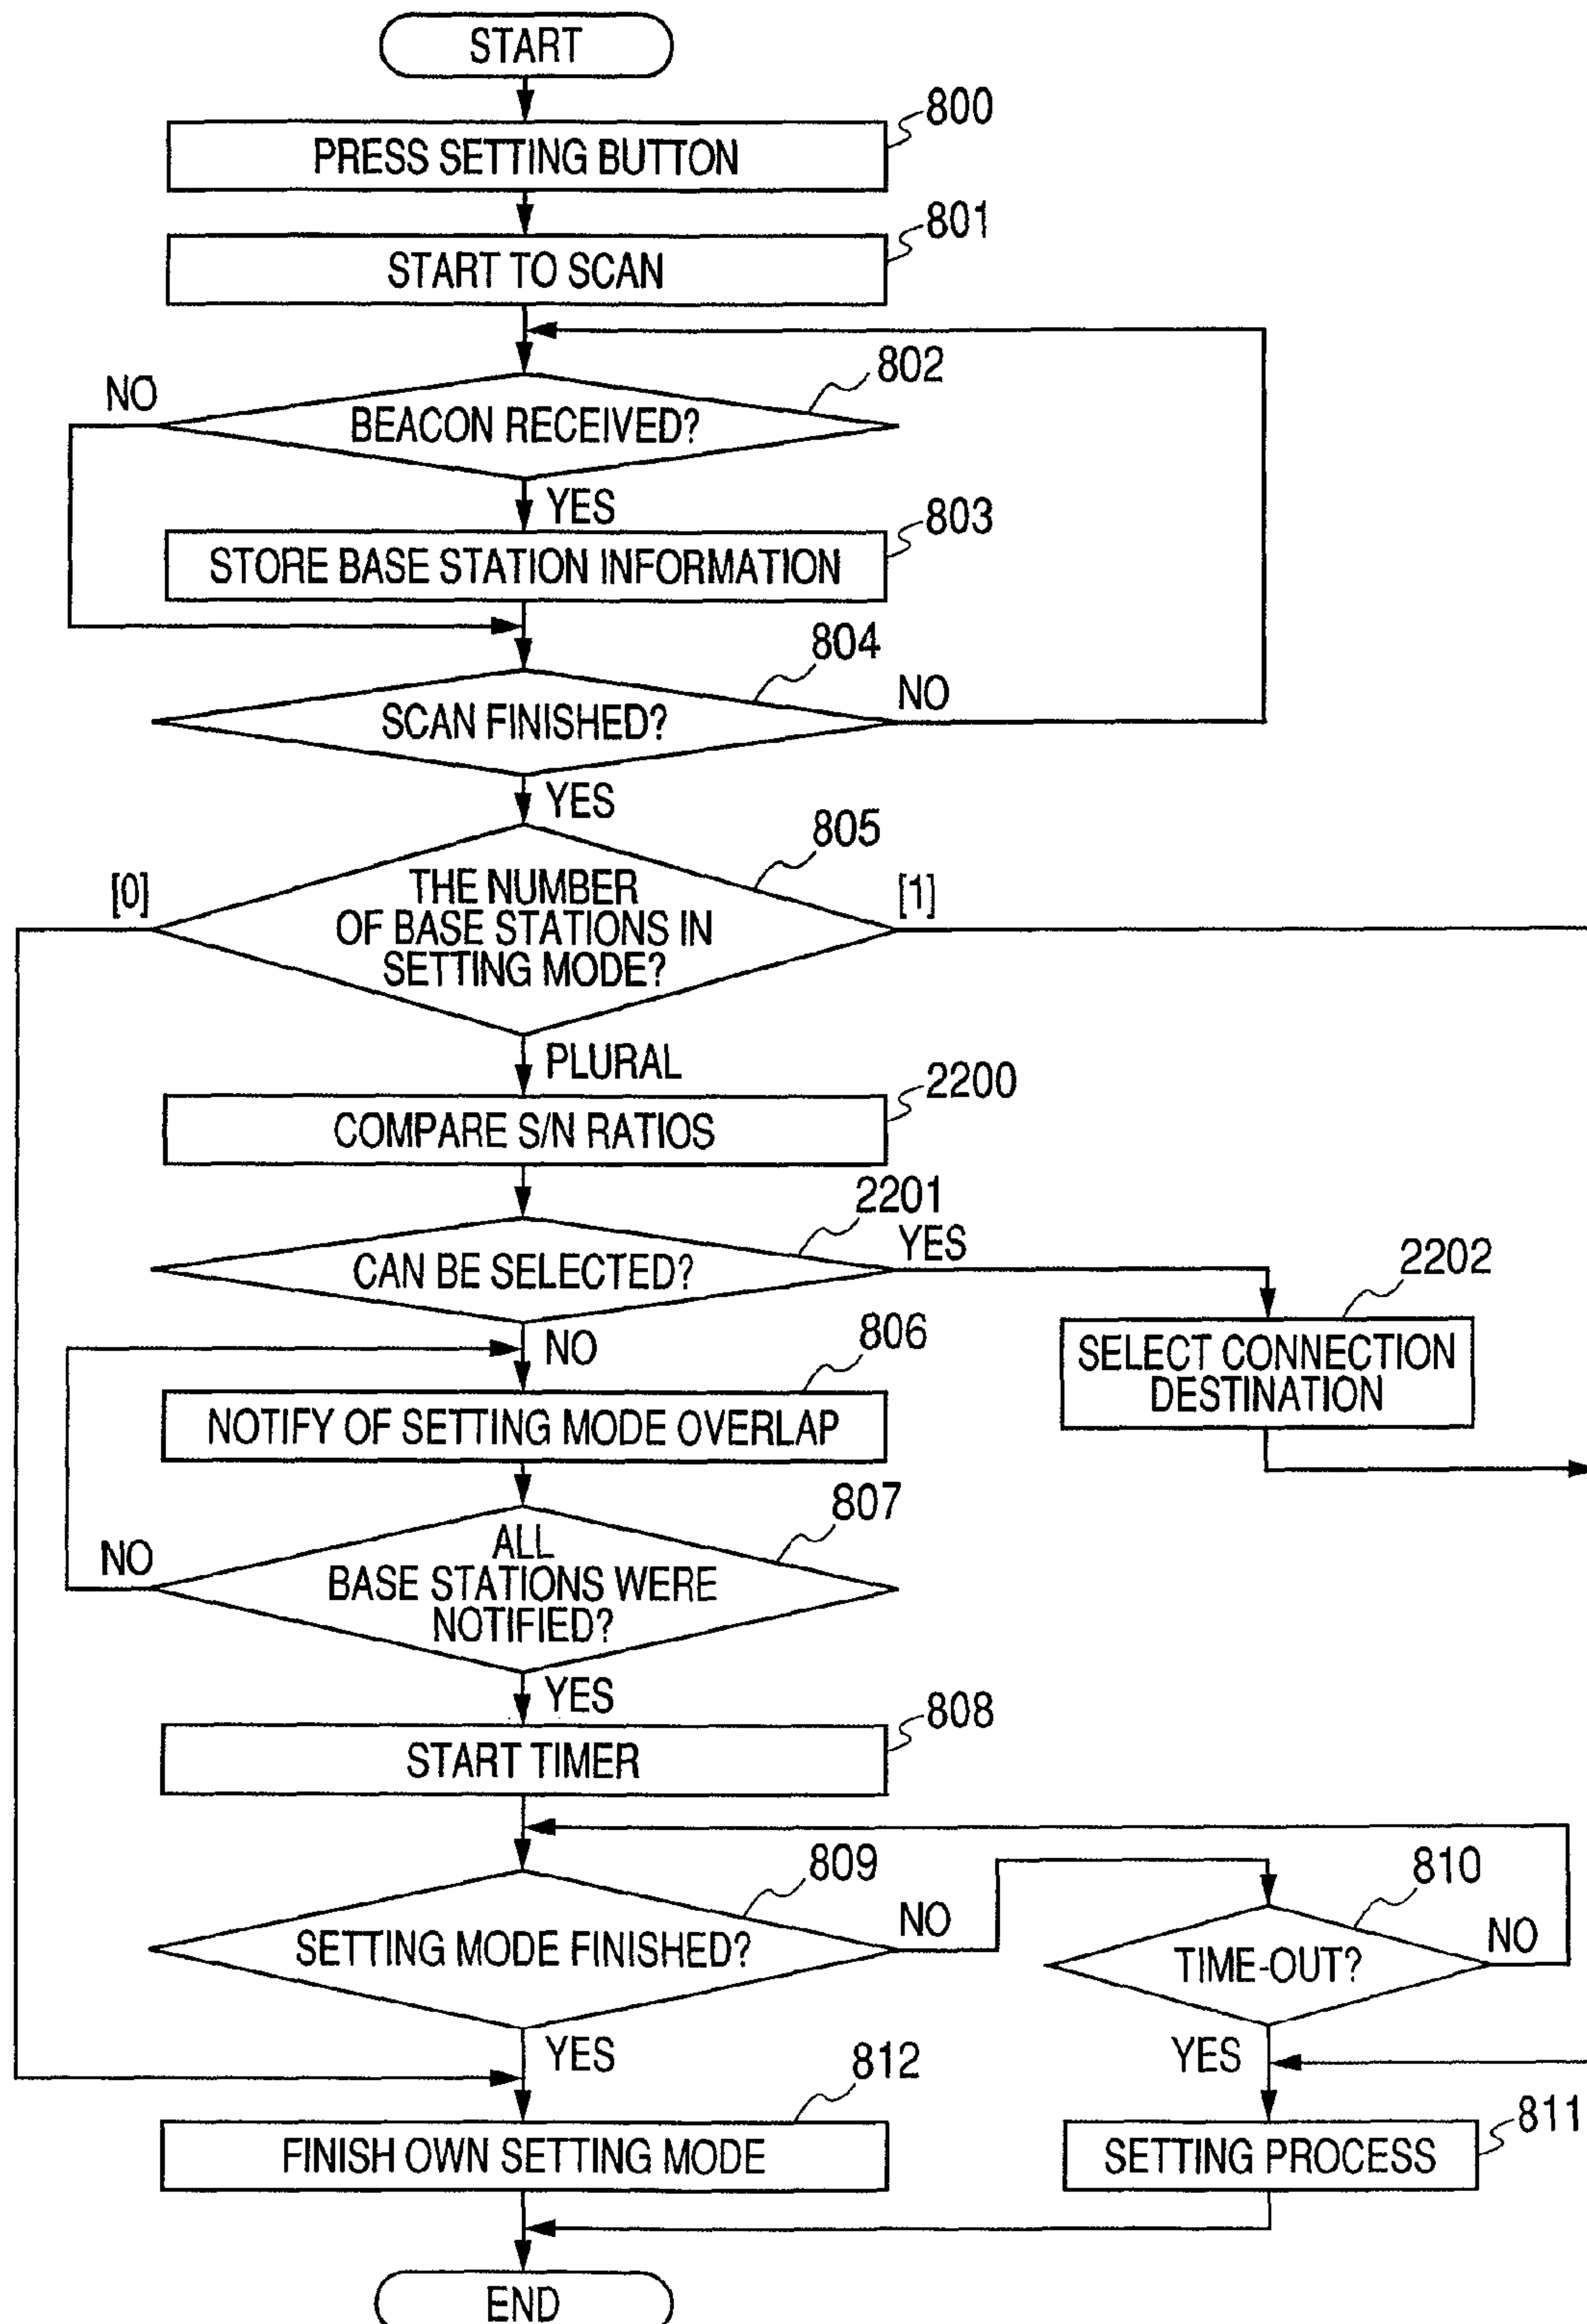 START
800
PRESS SETTING BUTTON
801
START TO SCAN
802
NO
BEACON RECEIVED?
YES
803
STORE BASE STATION INFORMATION
804
NO
SCAN FINISHED?
YES
805
[0]
[1]
THE NUMBER
OF BASE STATIONS IN
SETTING MODE?
PLURAL
2200
COMPARE S/N RATIOS
2201
YES
CAN BE SELECTED?
2202
SELECT CONNECTION
DESTINATION
NO
806
NOTIFY OF SETTING MODE OVERLAP
807
NO
ALL
BASE STATIONS WERE
NOTIFIED?
YES
808
START TIMER
809
NO
SETTING MODE FINISHED?
810
NO
TIME-OUT?
YES
YES
812
FINISH OWN SETTING MODE
811
SETTING PROCESS
END